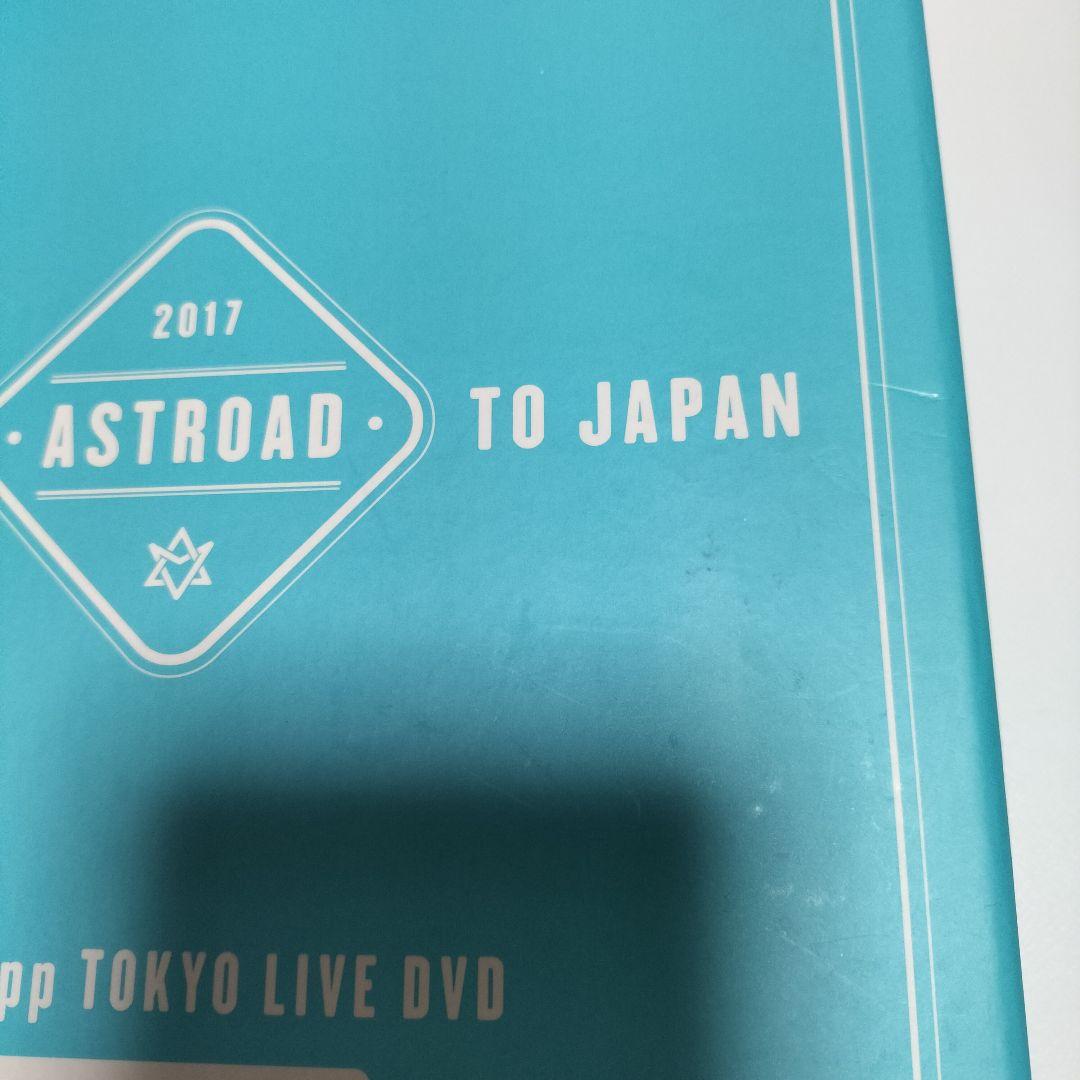 2017
· ASTROAD · TO JAPAN
pp TOKYO LIVE DVD